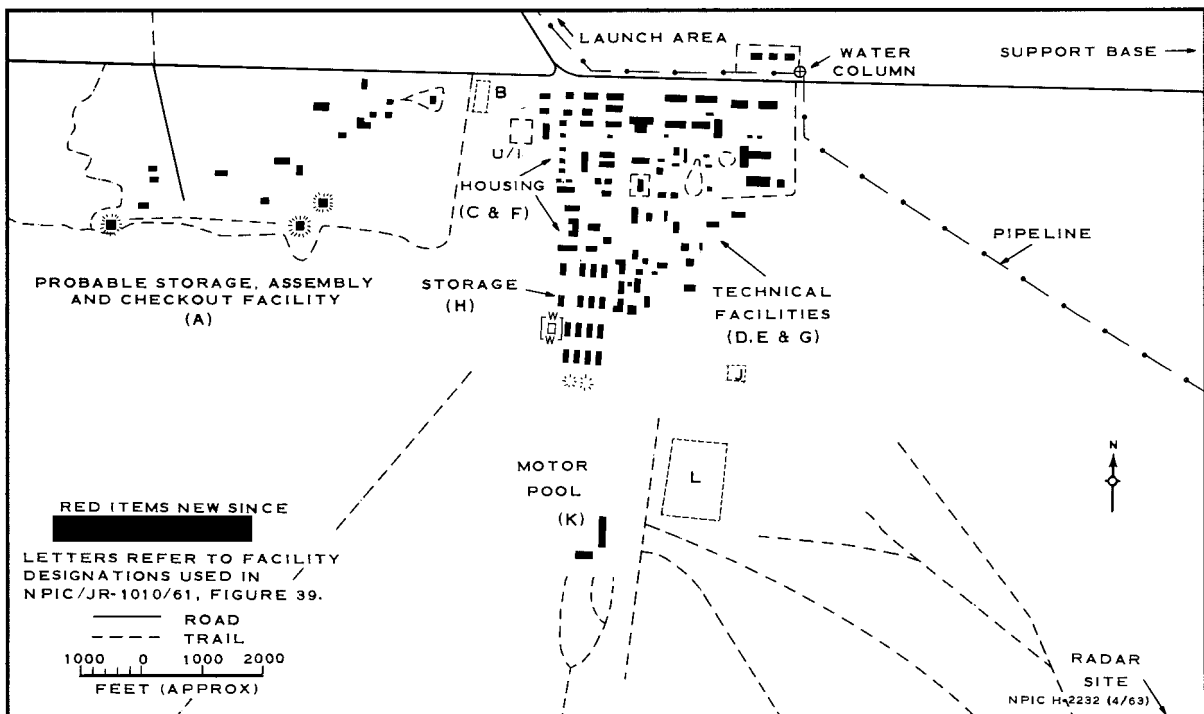 LAUNCH AREA
WATER
COLUMN
SUPPORT BASE
B
U/I
HOUSING
(C & F)
PIPELINE
PROBABLE STORAGE, ASSEMBLY
AND CHECKOUT FACILITY
(A)
STORAGE
(H)
TECHNICAL
FACILITIES
(D,E & G)
W
W
J
MOTOR
POOL
(K)
L
N
RED ITEMS NEW SINCE
LETTERS REFER TO FACILITY
DESIGNATIONS USED IN
NPIC/JR-1010/61, FIGURE 39.
ROAD
TRAIL
1000 0 1000 2000
FEET (APPROX)
RADAR
SITE
NPIC H-2232 (4/63)